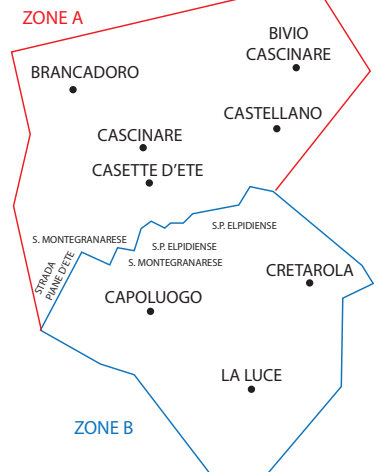 ZONE A
BIVIO
CASCINARE
BRANCADORO
CASTELLANO
CASCINARE
CASETTE D'ETE
S.P. ELPIDIENSE
S. MONTEGRANARESE
S.P. ELPIDIENSE
S. MONTEGRANARESE
STRADA
PIANE D'ETE
CRETAROLA
CAPOLUOGO
LA LUCE
ZONE B